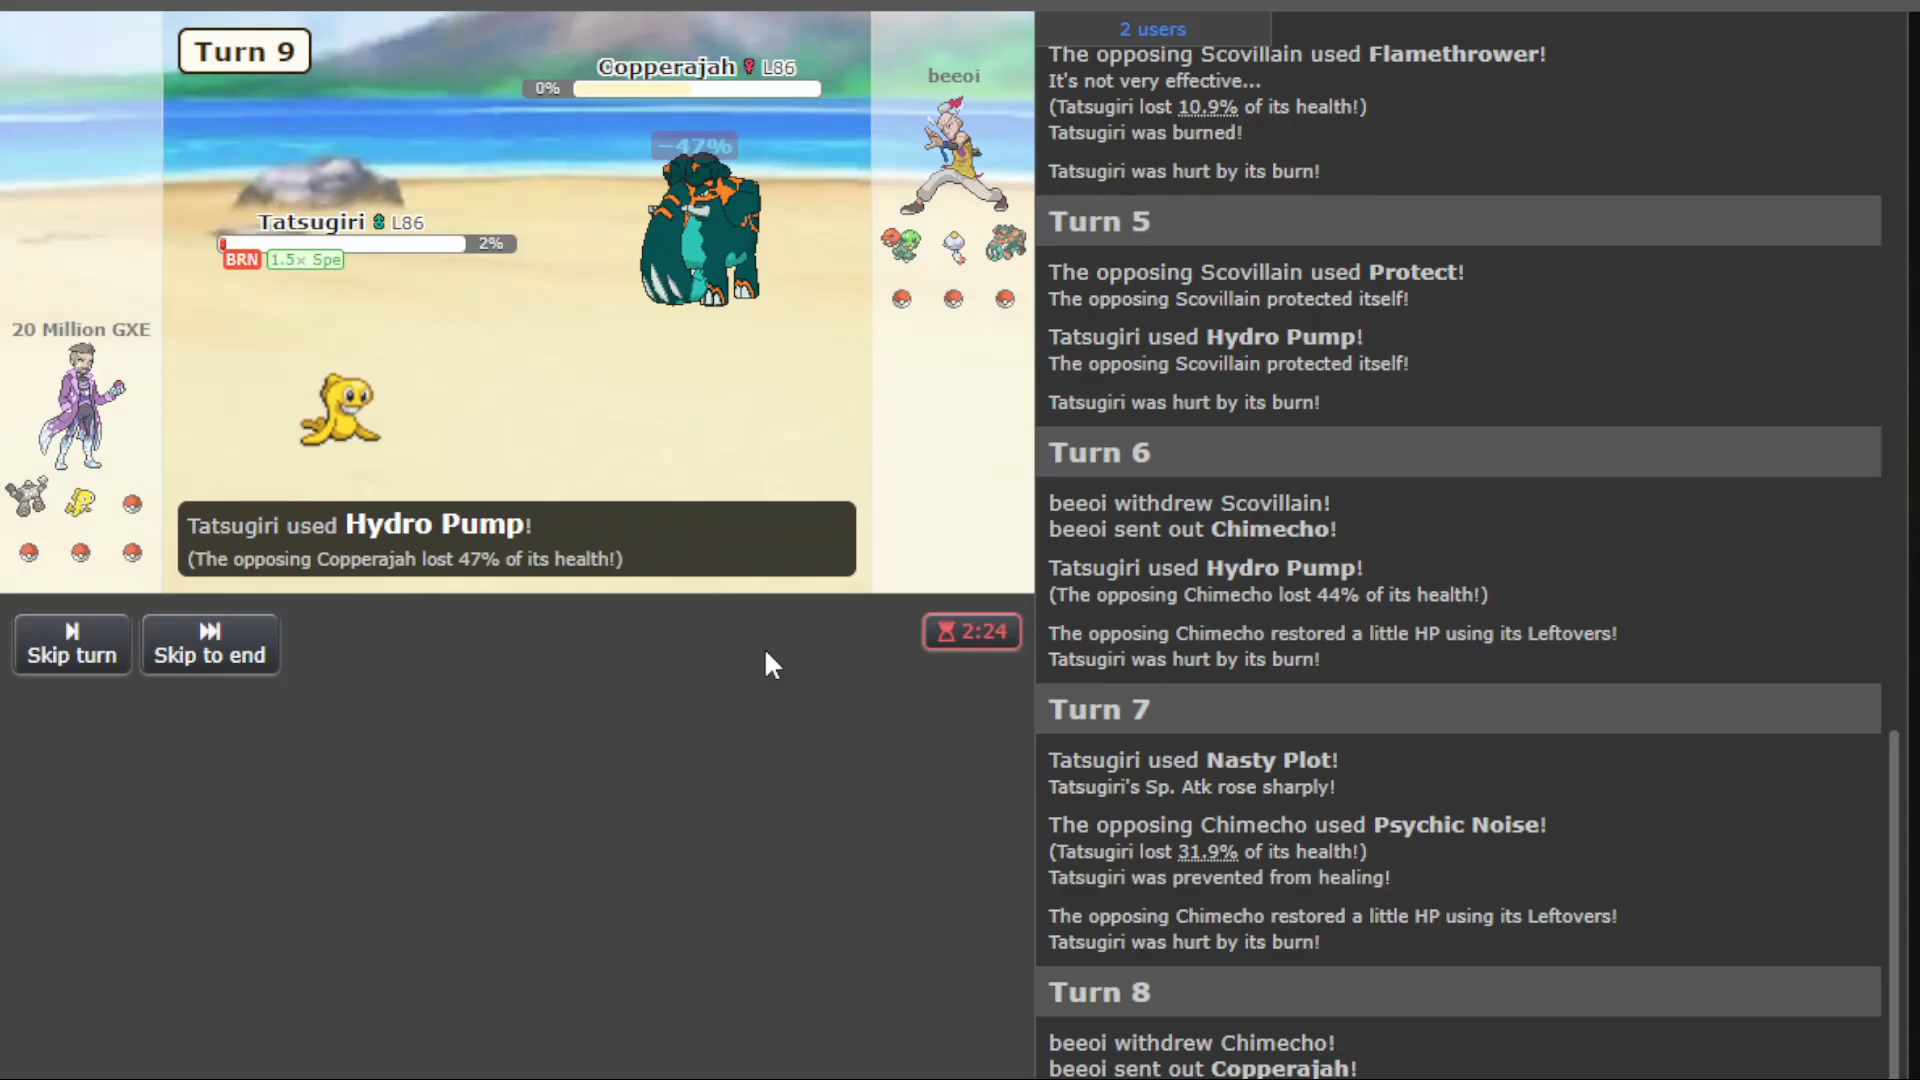 Turn 9
Copperajah L86
0%
-47%
Tatsugiri L86
2%
BRN 1.5× Spe
beeoi
20 Million GXE
Tatsugiri used Hydro Pump!
(The opposing Copperajah lost 47% of its health!)
Skip turn
Skip to end
2:24
2 users
The opposing Scovillain used Flamethrower!
It's not very effective...
(Tatsugiri lost 10.9% of its health!)
Tatsugiri was burned!
Tatsugiri was hurt by its burn!
Turn 5
The opposing Scovillain used Protect!
The opposing Scovillain protected itself!
Tatsugiri used Hydro Pump!
The opposing Scovillain protected itself!
Tatsugiri was hurt by its burn!
Turn 6
beeoi withdrew Scovillain!
beeoi sent out Chimecho!
Tatsugiri used Hydro Pump!
(The opposing Chimecho lost 44% of its health!)
The opposing Chimecho restored a little HP using its Leftovers!
Tatsugiri was hurt by its burn!
Turn 7
Tatsugiri used Nasty Plot!
Tatsugiri's Sp. Atk rose sharply!
The opposing Chimecho used Psychic Noise!
(Tatsugiri lost 31.9% of its health!)
Tatsugiri was prevented from healing!
The opposing Chimecho restored a little HP using its Leftovers!
Tatsugiri was hurt by its burn!
Turn 8
beeoi withdrew Chimecho!
beeoi sent out Copperajah!